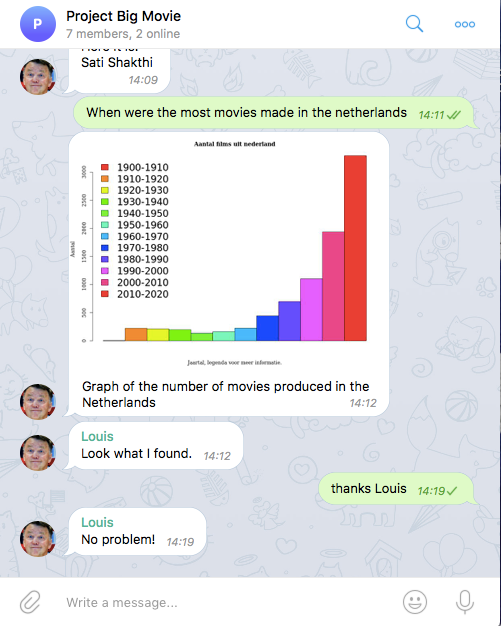 P
Project Big Movie
7 members, 2 online
Here it is:
Sati Shakthi
14:09
When were the most movies made in the netherlands 14:11
Aantal films uit nederland
1900-1910
1910-1920
1920-1930
1930-1940
1940-1950
1950-1960
1960-1970
1970-1980
1980-1990
1990-2000
2000-2010
2010-2020
Aantal
3000
2500
2000
1500
1000
500
0
Jaartal, legenda voor meer informatie.
Graph of the number of movies produced in the
Netherlands 14:12
Louis
Look what I found. 14:12
thanks Louis 14:19
Louis
No problem! 14:19
Write a message...